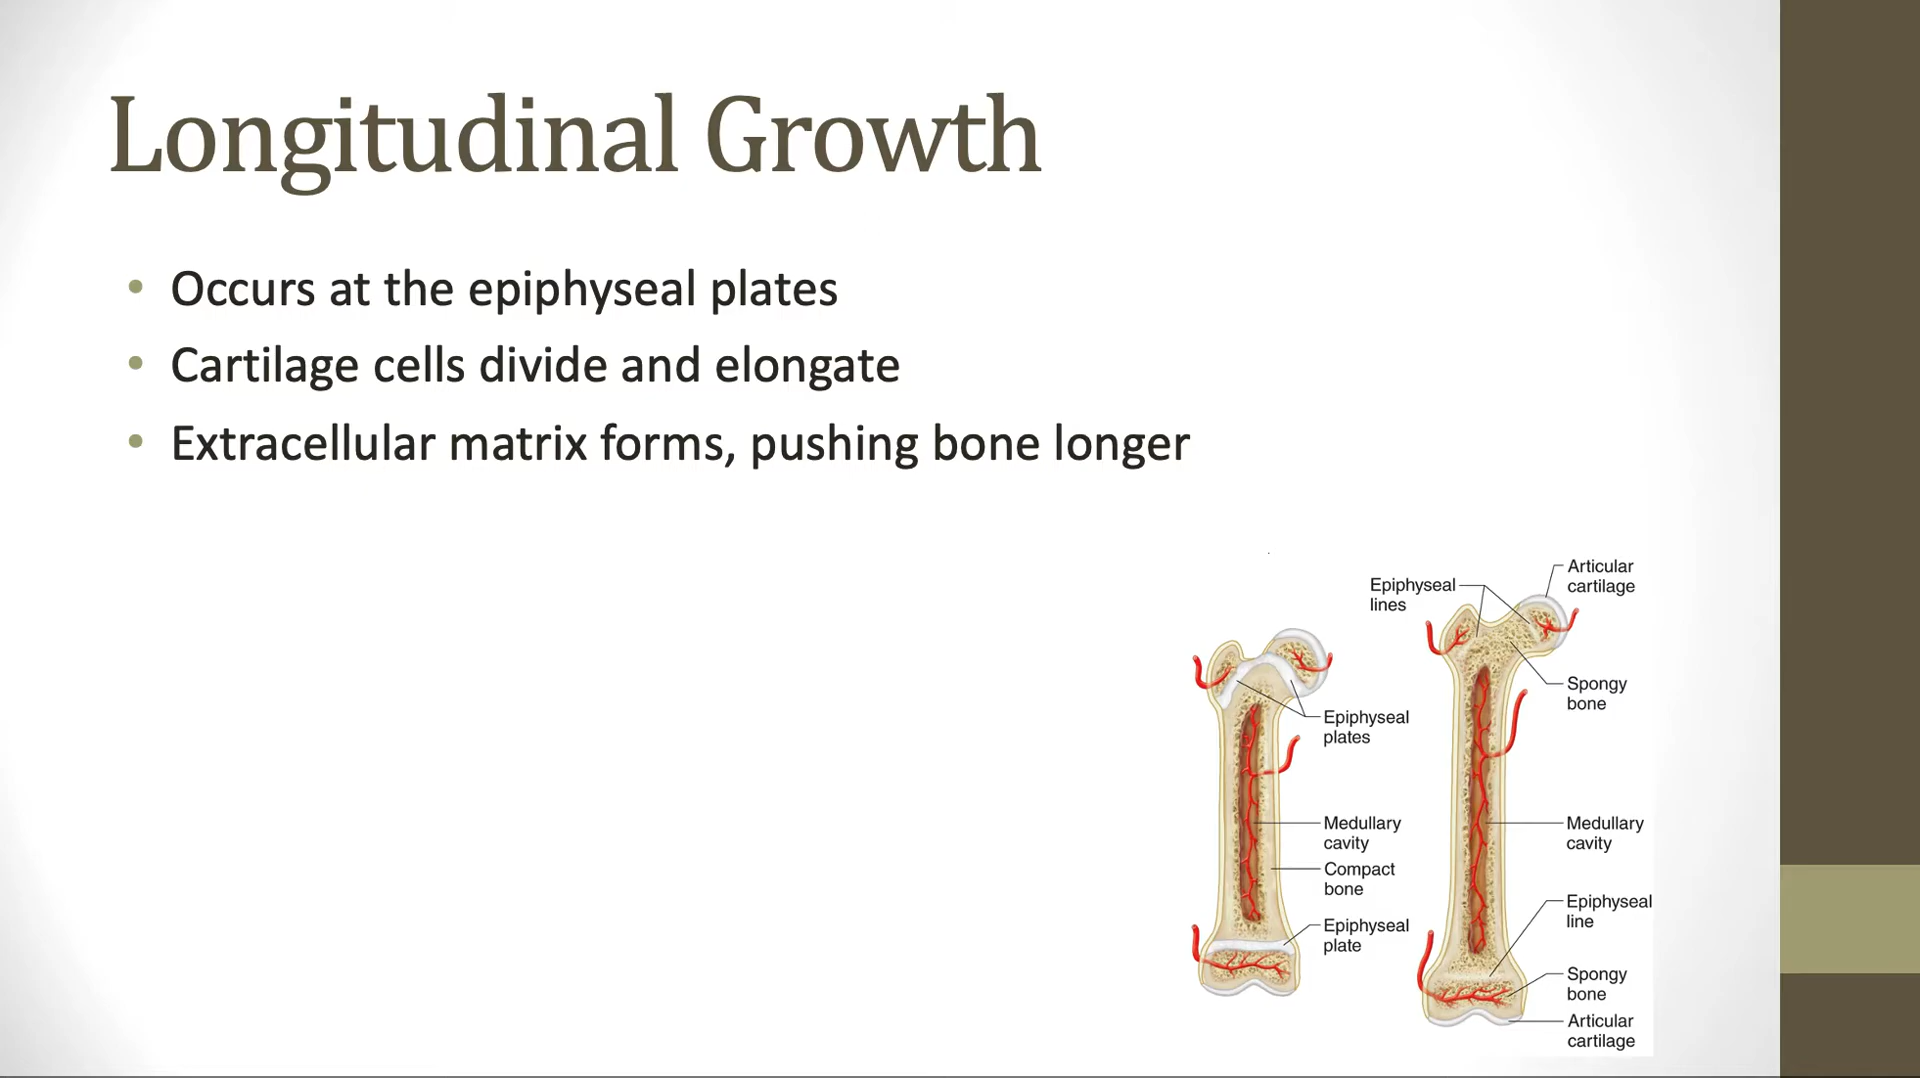 Longitudinal Growth
• Occurs at the epiphyseal plates
• Cartilage cells divide and elongate
• Extracellular matrix forms, pushing bone longer
Epiphyseal
plates
Medullary
cavity
Compact
bone
Epiphyseal
plate
Epiphyseal
lines
Articular
cartilage
Spongy
bone
Medullary
cavity
Epiphyseal
line
Spongy
bone
Articular
cartilage